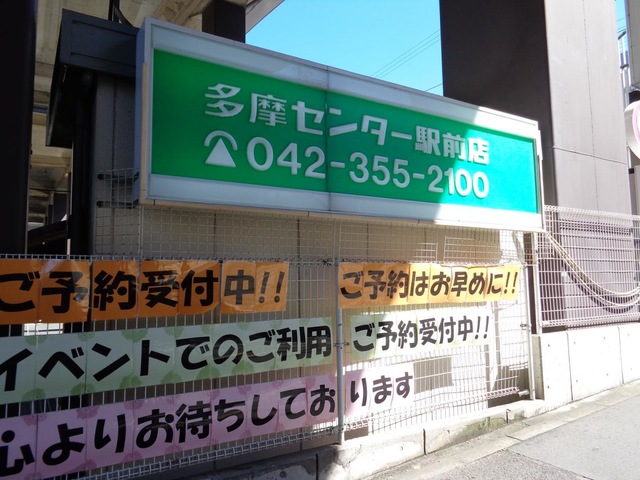 多摩センター駅前店
042-355-2100
ご予約受付中!!
ご予約はお早めに!!
イベントでのご利用
ご予約受付中!!
心よりお待ちしております